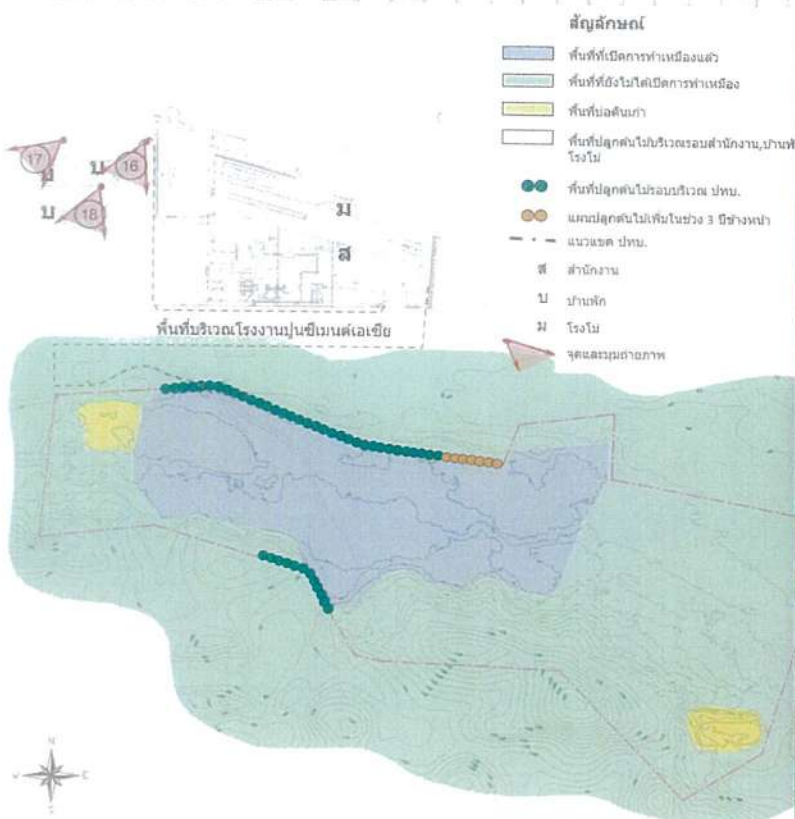 สัญลักษณ์
พื้นที่ที่เปิดการทำเหมืองแล้ว
พื้นที่ที่ยังไม่ได้เปิดการทำเหมือง
พื้นที่บ่อดินเก่า
พื้นที่ปลูกต้นไม้บริเวณรอบสำนักงาน,บ้านพั
โรงโม่
พื้นที่ปลูกต้นไม้รอบบริเวณ ปทบ.
แผนปลูกต้นไม้เพิ่มในช่วง 3 ปีข้างหน้า
แนวเขต ปทบ.
ส สำนักงาน
บ บ้านพัก
ม โรงโม่
จุดและมุมถ่ายภาพ
17
บ
บ 16
บ 18
ม
ส
พื้นที่บริเวณโรงงานปูนซีเมนต์เอเซีย
N
W E
S